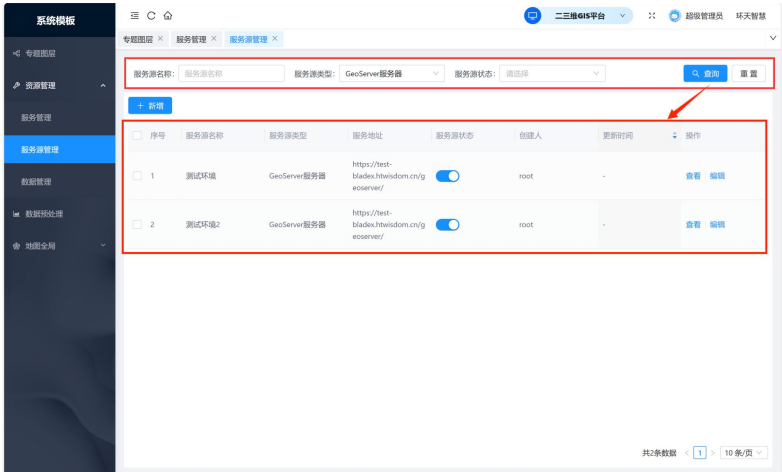 系统模板
二三维GIS平台 超级管理员 环天智慧
专题图层 × 服务管理 × 服务源管理 ×
专题图层
资源管理
服务管理
服务源管理
数据管理
数据预处理
地图全局
服务源名称: 服务源名称 服务源类型: GeoServer服务器 服务源状态: 请选择 查询 重置
+ 新增
序号 服务源名称 服务源类型 服务地址 服务源状态 创建人 更新时间 操作
1 测试环境 GeoServer服务器 https://test-
bladex.htwisdom.cn/g
eoserver/ root - 查看 编辑
2 测试环境2 GeoServer服务器 https://test-
bladex.htwisdom.cn/g
eoserver/ root - 查看 编辑
共2条数据 < 1 > 10 条/页